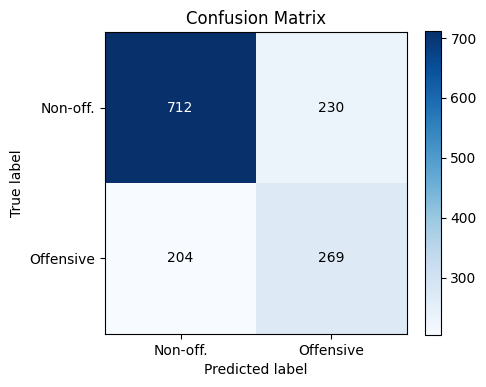 Confusion Matrix
True label
Non-off.
712
230
Offensive
204
269
Non-off.
Offensive
Predicted label
700
600
500
400
300